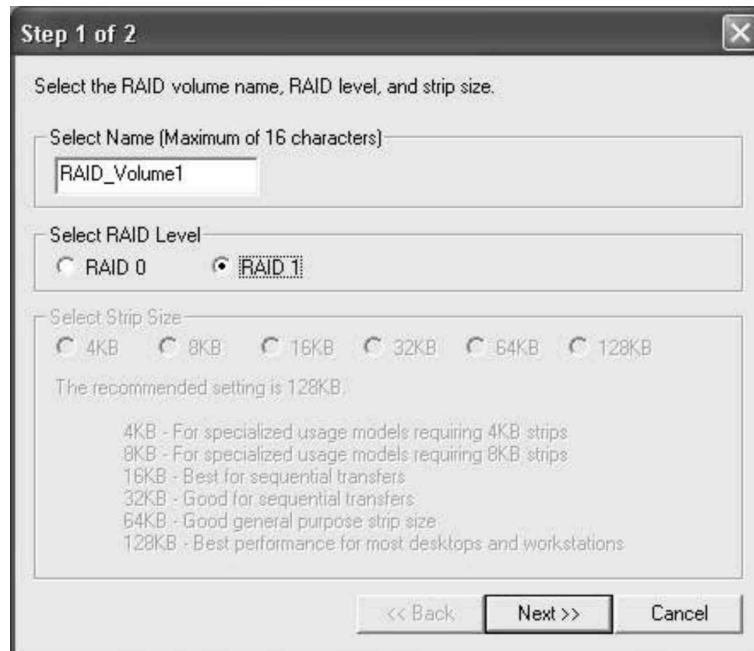 Step 1 of 2
Select the RAID volume name, RAID level, and strip size.
Select Name (Maximum of 16 characters)
RAID_Volume1
Select RAID Level
RAID 0 RAID 1
Select Strip Size
4KB 8KB 16KB 32KB 64KB 128KB
The recommended setting is 128KB.
4KB - For specialized usage models requiring 4KB strips
8KB - For specialized usage models requiring 8KB strips
16KB - Best for sequential transfers
32KB - Good for sequential transfers
64KB - Good general purpose strip size
128KB - Best performance for most desktops and workstations
<< Back Next >> Cancel